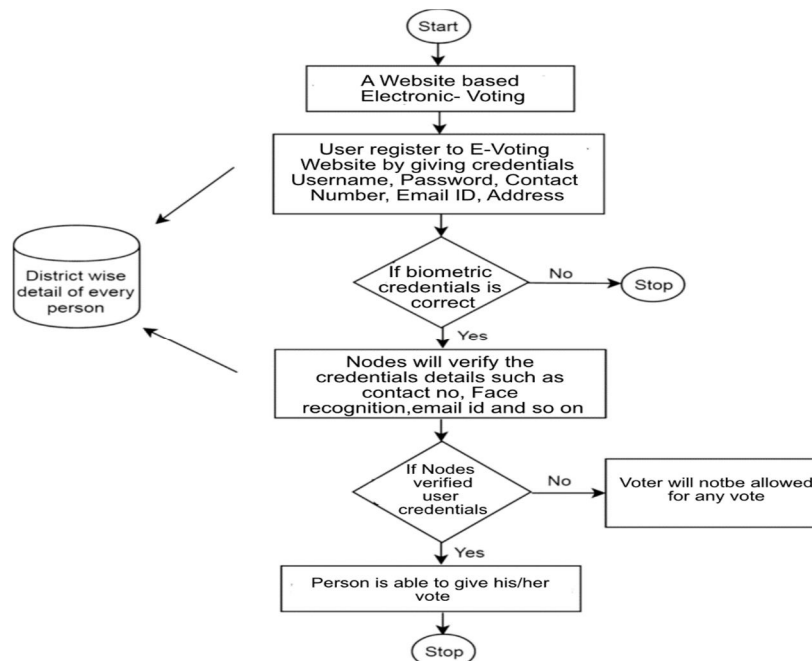 Start
A Website based
Electronic- Voting
User register to E-Voting
Website by giving credentials
Username, Password, Contact
Number, Email ID, Address
District wise
detail of every
person
If biometric
credentials is
correct
No
Stop
Yes
Nodes will verify the
credentials details such as
contact no, Face
recognition,email id and so on
If Nodes
verified
user
credentials
No
Voter will notbe allowed
for any vote
Yes
Person is able to give his/her
vote
Stop